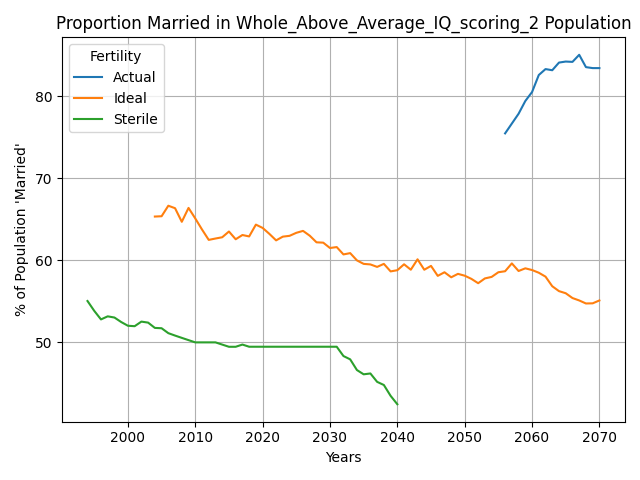 Proportion Married in Whole_Above_Average_IQ_scoring_2 Population
Fertility
Actual
Ideal
Sterile
% of Population 'Married'
80
70
60
50
2000
2010
2020
2030
2040
2050
2060
2070
Years